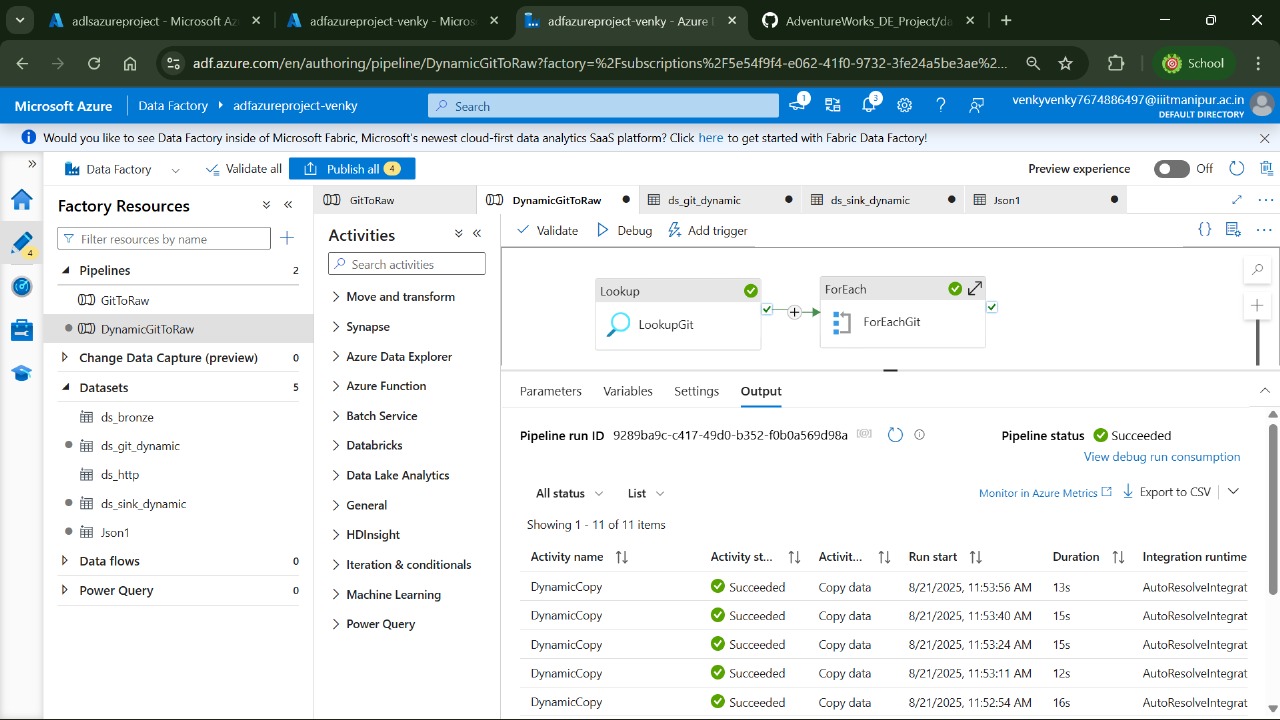 adlsazureproject - Microsoft Az
adfazureproject-venky - Micros
adfazureproject-venky - Azure D
AdventureWorks_DE_Project/da
adf.azure.com/en/authoring/pipeline/DynamicGitToRaw?factory=%2Fsubscriptions%2F5e54f9f4-e062-41f0-9732-3fe24a5be3ae%2...
School
Microsoft Azure
Data Factory
adfazureproject-venky
Search
1
3
venkyvenky7674886497@iiitmanipur.ac.in
DEFAULT DIRECTORY
Would you like to see Data Factory inside of Microsoft Fabric, Microsoft's newest cloud-first data analytics SaaS platform? Click here to get started with Fabric Data Factory!
Data Factory
Validate all
Publish all 4
Preview experience
Off
4
Factory Resources
Filter resources by name
Pipelines 2
GitToRaw
DynamicGitToRaw
Change Data Capture (preview) 0
Datasets 5
ds_bronze
ds_git_dynamic
ds_http
ds_sink_dynamic
Json1
Data flows 0
Power Query 0
GitToRaw
DynamicGitToRaw
ds_git_dynamic
ds_sink_dynamic
Json1
Activities
Search activities
Move and transform
Synapse
Azure Data Explorer
Azure Function
Batch Service
Databricks
Data Lake Analytics
General
HDInsight
Iteration & conditionals
Machine Learning
Power Query
Validate
Debug
Add trigger
Lookup
LookupGit
ForEach
ForEachGit
Parameters Variables Settings Output
Pipeline run ID 9289ba9c-c417-49d0-b352-f0b0a569d98a
Pipeline status Succeeded
View debug run consumption
All status
List
Monitor in Azure Metrics
Export to CSV
Showing 1 - 11 of 11 items
Activity name Activity st... Activit... Run start Duration Integration runtime
DynamicCopy Succeeded Copy data 8/21/2025, 11:53:56 AM 13s AutoResolveIntegrat
DynamicCopy Succeeded Copy data 8/21/2025, 11:53:40 AM 15s AutoResolveIntegrat
DynamicCopy Succeeded Copy data 8/21/2025, 11:53:24 AM 15s AutoResolveIntegrat
DynamicCopy Succeeded Copy data 8/21/2025, 11:53:11 AM 12s AutoResolveIntegrat
DynamicCopy Succeeded Copy data 8/21/2025, 11:52:54 AM 16s AutoResolveIntegrat